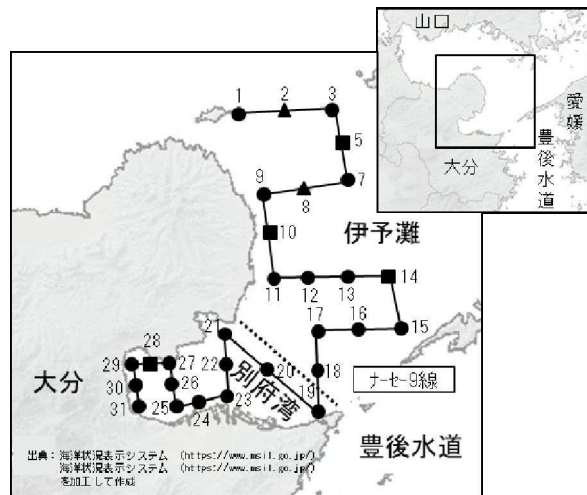 山口
愛媛
豊後水道
大分
1
2
3
5
7
8
9
10
伊予灘
11
12
13
14
15
16
17
18
19
20
21
22
23
24
25
26
27
28
29
30
31
別府湾
大分
ナーセー9線
豊後水道
出典：海洋状況表示システム （https://www.msil.go.jp/）
海洋状況表示システム （https://www.msil.go.jp/）
を加工して作成